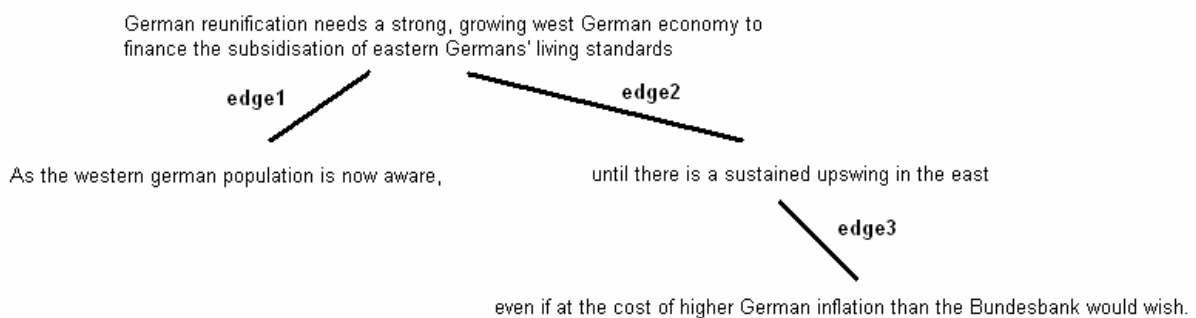 German reunification needs a strong, growing west German economy to
finance the subsidisation of eastern Germans' living standards
edge1
edge2
As the western german population is now aware,
until there is a sustained upswing in the east
edge3
even if at the cost of higher German inflation than the Bundesbank would wish.